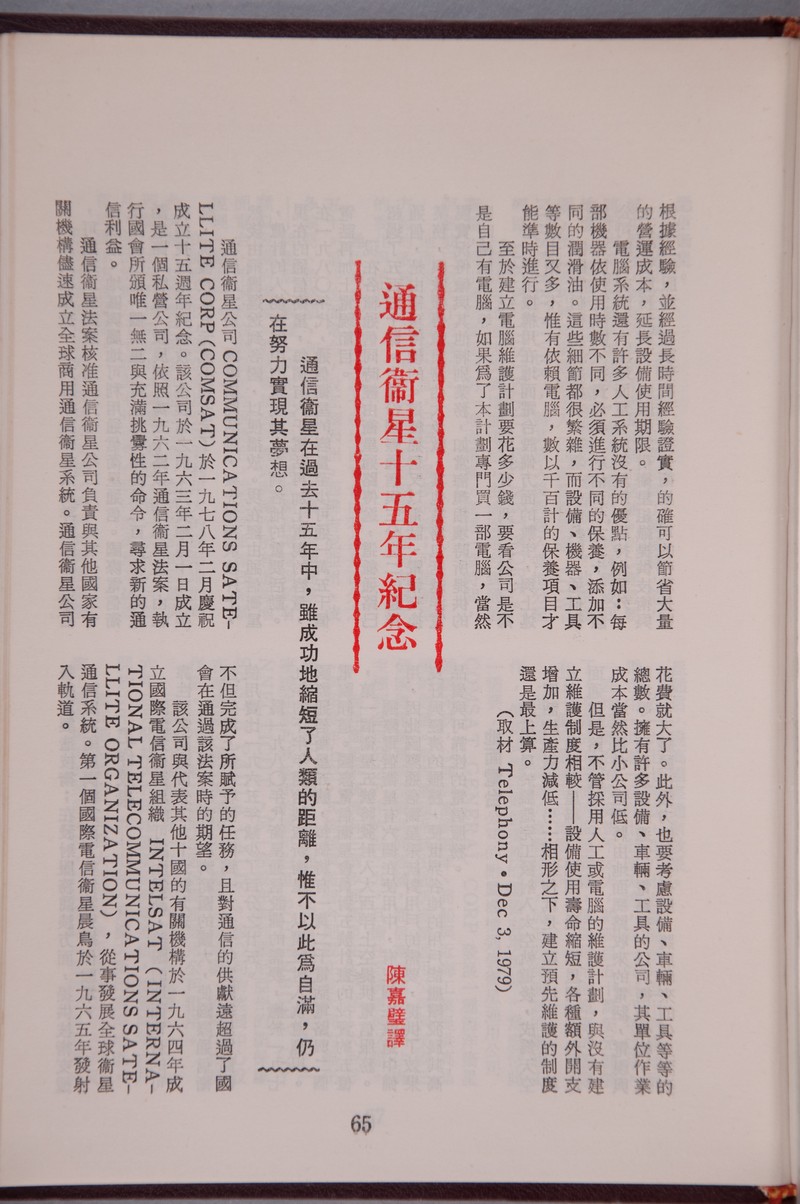 根據經驗，並經過長時間經驗證實，的確可以節省大量
的營運成本，延長設備使用期限。
電腦系統還有許多人工系統沒有的優點，例如：每
部機器依使用時數不同，必須進行不同的保養，添加不
同的潤滑油。這些細節都很繁雜，而設備、機器、工具
等數目又多，惟有依賴電腦，數以千百計的保養項目才
能準時進行。
至於建立電腦維護計劃要花多少錢，要看公司是不
是自己有電腦，如果爲了本計劃專門買一部電腦，當然
花費就大了。此外，也要考慮設備、車輛、工具等等的
總數。擁有許多設備、車輛、工具的公司，其單位作業
成本當然比小公司低。
但是，不管採用人工或電腦的維護計劃，與沒有建
立維護制度相較——設備使用壽命縮短，各種額外開支
增加，生產力減低……相形之下，建立預先維護的制度
還是最上算。
（取材 Telephony。Dec 3, 1979）
通信衞星十五年紀念
陳嘉璧譯
通信衞星在過去十五年中，雖成功地縮短了人類的距離，惟不以此爲自滿，仍
在努力實現其夢想。
通信衞星公司 COMMUNICATIONS SATE-
LLITE CORP（COMSAT）於一九七八年二月慶祝
成立十五週年紀念。該公司於一九六三年二月一日成立
，是一個私營公司，依照一九六二年通信衞星法案，執
行國會所頒唯一無二與充滿挑釁性的命令，尋求新的通
信利益。
通信衞星法案核准通信衞星公司負責與其他國家有
關機構儘速成立全球商用通信衞星系統。通信衞星公司
不但完成了所賦予的任務，且對通信的供獻遠超過了國
會在通過該法案時的期望。
該公司與代表其他十國的有關機構於一九六四年成
立國際電信衞星組織 INTELSAT （INTERNA-
TIONAL TELECOMMUNICATIONS SATE-
LLITE ORGANIZATION），從事發展全球衞星
通信系統。第一個國際電信衞星晨鳥於一九六五年發射
入軌道。
65